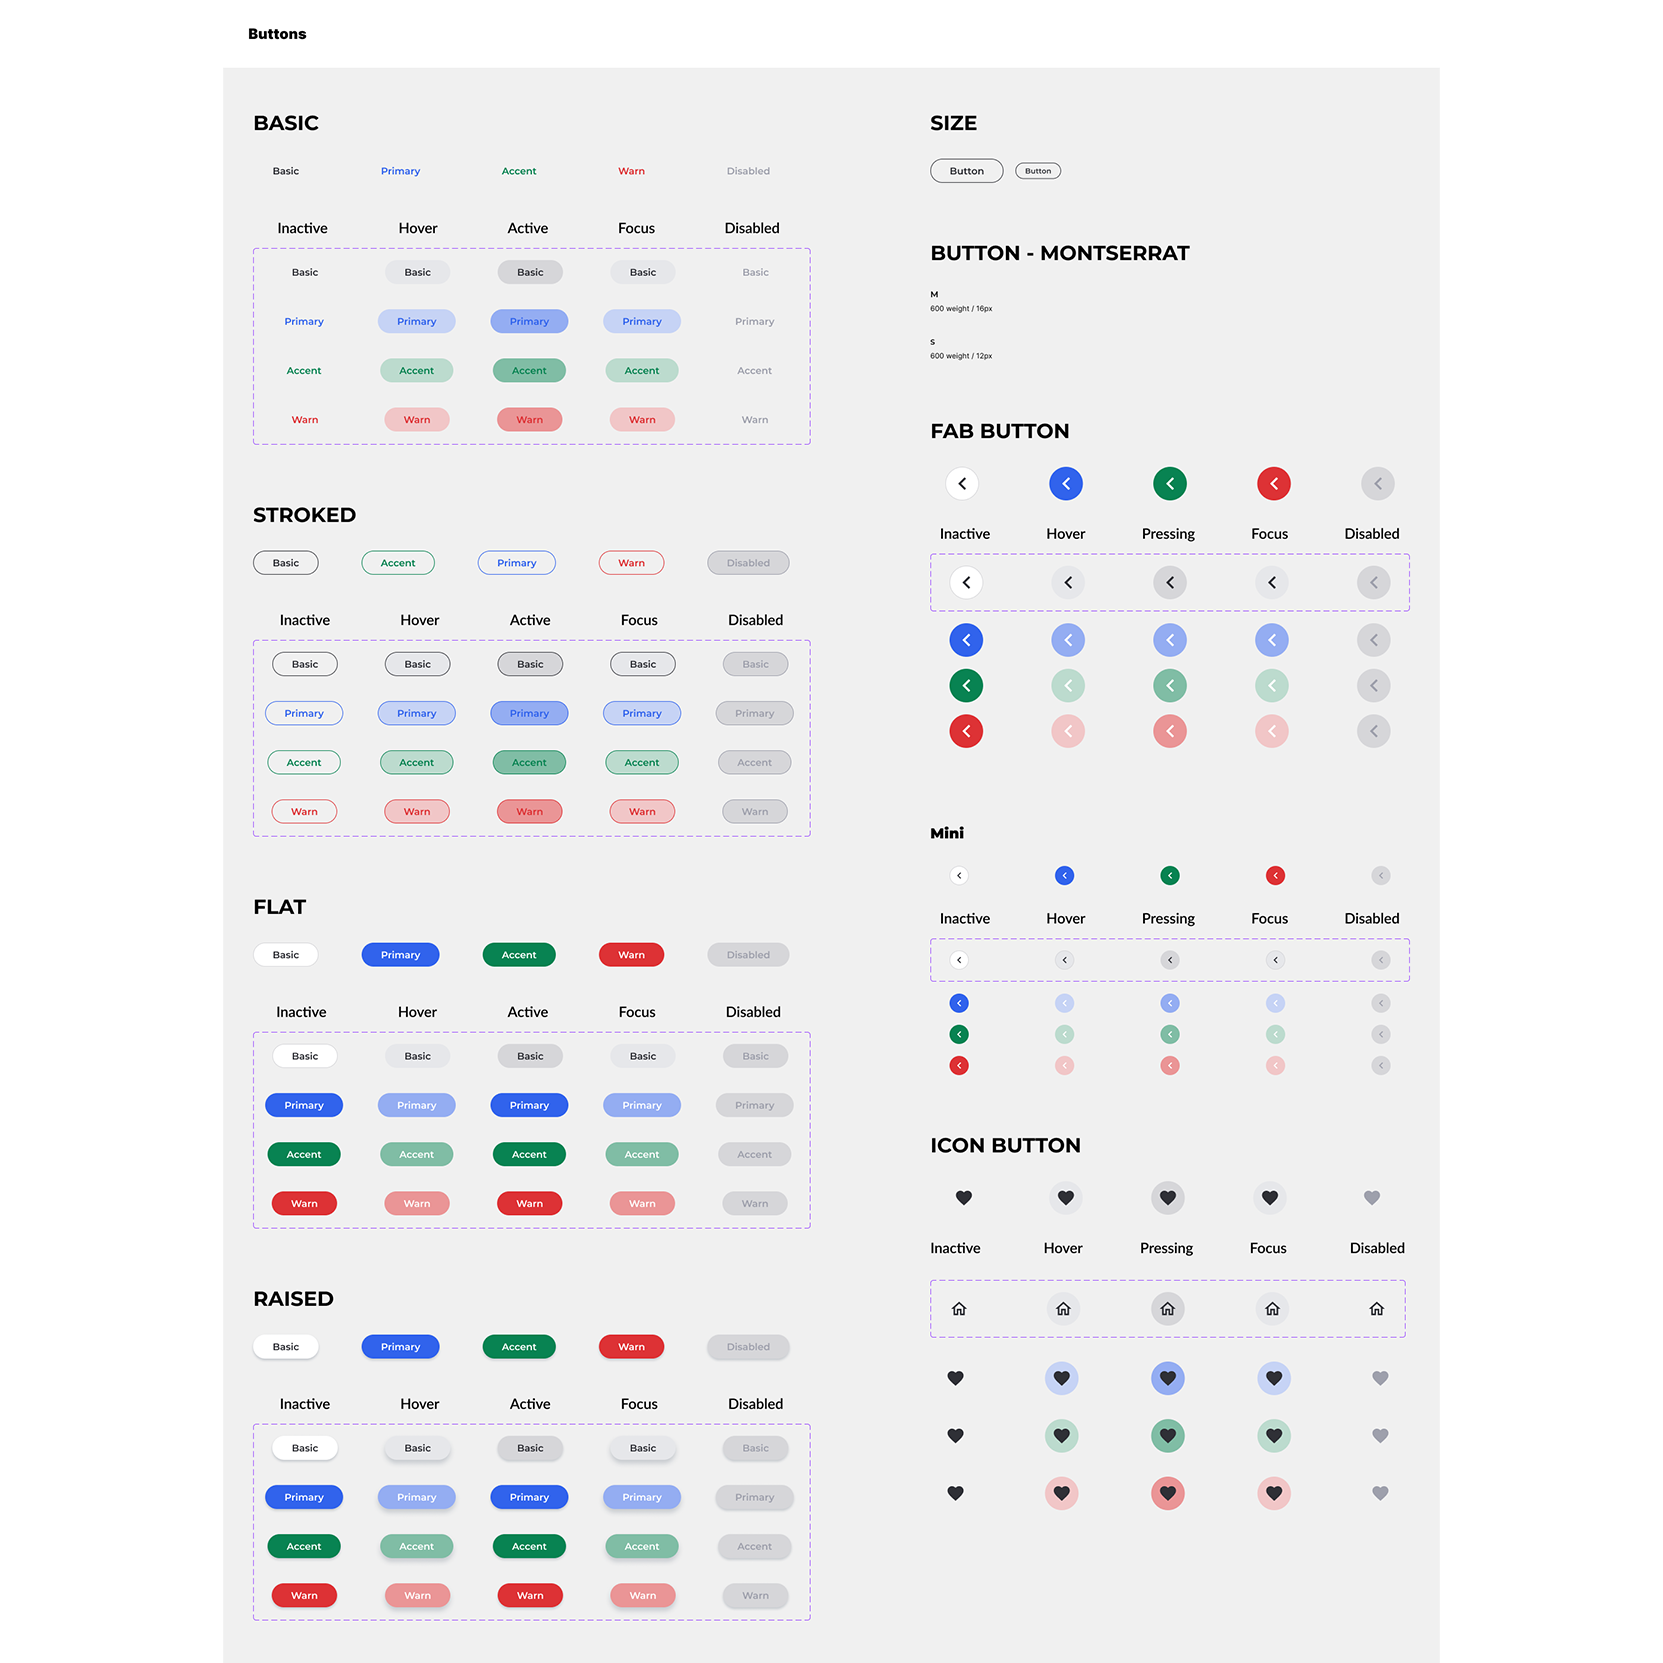 Buttons
BASIC
Basic Primary Accent Warn Disabled
Inactive Hover Active Focus Disabled
Basic Basic Basic Basic Basic
Primary Primary Primary Primary Primary
Accent Accent Accent Accent Accent
Warn Warn Warn Warn Warn
STROKED
Basic Accent Primary Warn Disabled
Inactive Hover Active Focus Disabled
Basic Basic Basic Basic Basic
Primary Primary Primary Primary Primary
Accent Accent Accent Accent Accent
Warn Warn Warn Warn Warn
FLAT
Basic Primary Accent Warn Disabled
Inactive Hover Active Focus Disabled
Basic Basic Basic Basic Basic
Primary Primary Primary Primary Primary
Accent Accent Accent Accent Accent
Warn Warn Warn Warn Warn
RAISED
Basic Primary Accent Warn Disabled
Inactive Hover Active Focus Disabled
Basic Basic Basic Basic Basic
Primary Primary Primary Primary Primary
Accent Accent Accent Accent Accent
Warn Warn Warn Warn Warn
SIZE
Button Button
BUTTON - MONTSERRAT
M
600 weight / 16px
S
600 weight / 12px
FAB BUTTON
Inactive Hover Pressing Focus Disabled
Mini
Inactive Hover Pressing Focus Disabled
ICON BUTTON
Inactive Hover Pressing Focus Disabled